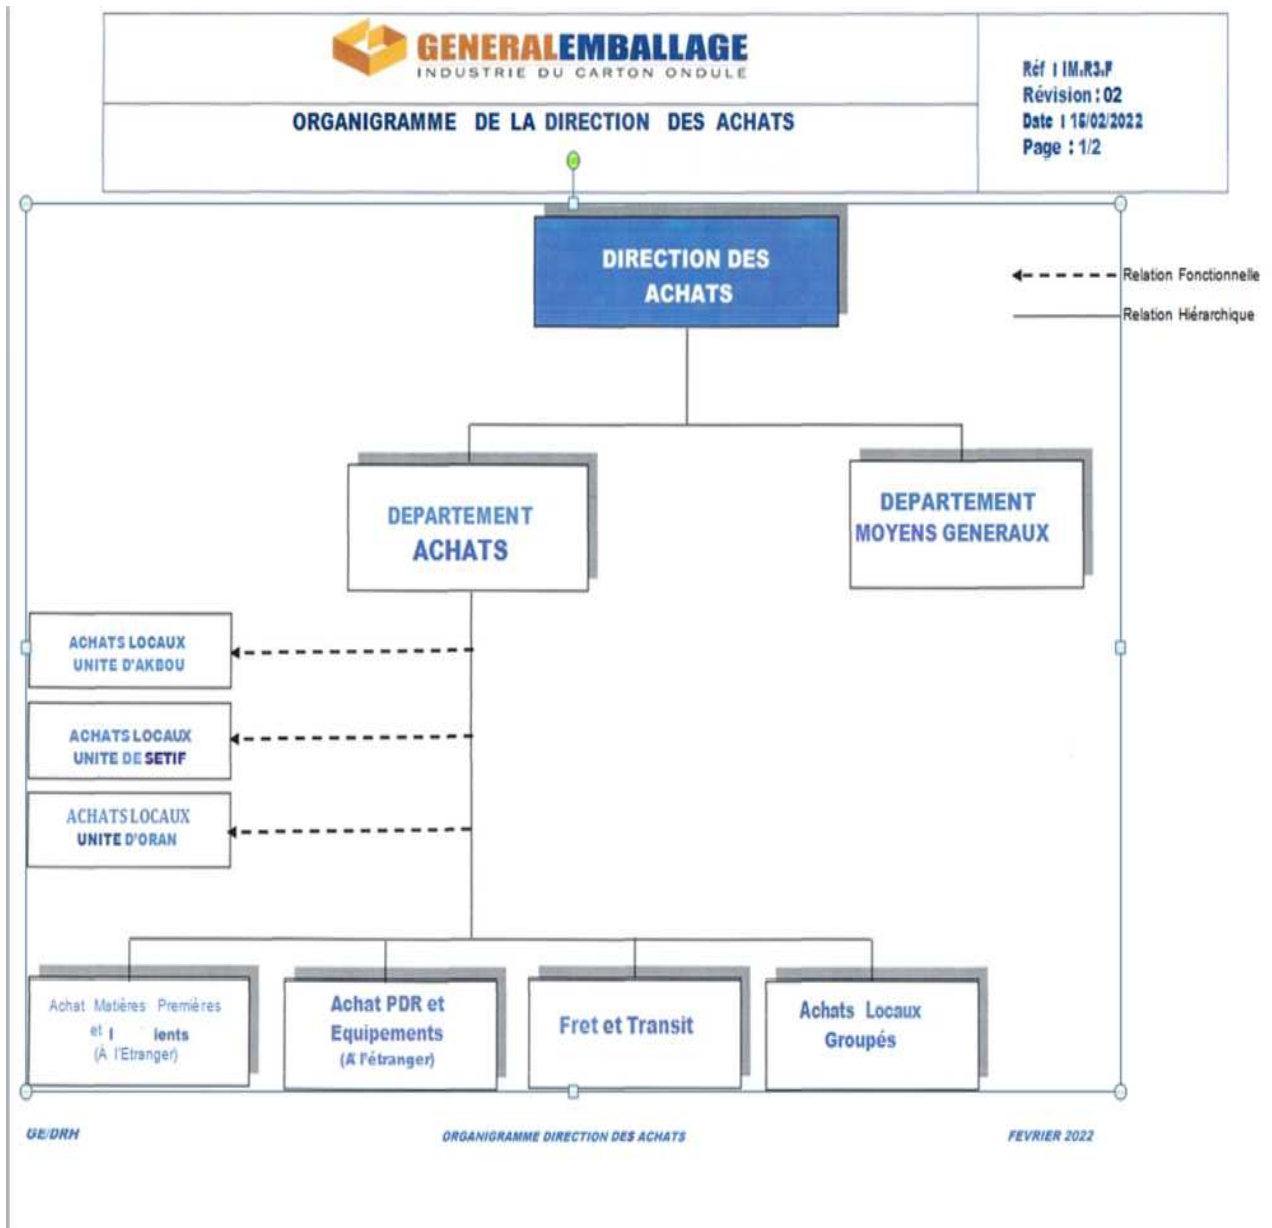 GENERALEMBALLAGE
INDUSTRIE DU CARTON ONDULE
ORGANIGRAMME DE LA DIRECTION DES ACHATS
Réf : IM.R3.F
Révision : 02
Date : 15/02/2022
Page : 1/2
DIRECTION DES
ACHATS
Relation Fonctionnelle
Relation Hiérarchique
DEPARTEMENT
ACHATS
DEPARTEMENT
MOYENS GENERAUX
ACHATS LOCAUX
UNITE D'AKBOU
ACHATS LOCAUX
UNITE DE SETIF
ACHATS LOCAUX
UNITE D'ORAN
Achat Matières Premières
et
(À l'Etranger)
Achat PDR et
Equipements
(À l'étranger)
Fret et Transit
Achats Locaux
Groupés
GE/DRH
ORGANIGRAMME DIRECTION DES ACHATS
FEVRIER 2022